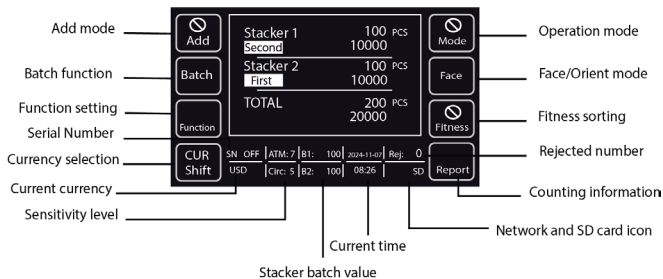 Add mode
Batch function
Function setting
Serial Number
Currency selection
Current currency
Sensitivity level
Stacker batch value
Current time
Add
Batch
Function
CUR
Shift
Stacker 1 100 PCS
Second 10000
Stacker 2 100 PCS
First 10000
TOTAL 200 PCS
20000
SN OFF ATM: 7 B1: 100 2024-11-07 Rej: 0
USD Circ: 5 B2: 100 08:26 SD
Mode
Face
Fitness
Report
Operation mode
Face/Orient mode
Fitness sorting
Rejected number
Counting information
Network and SD card icon